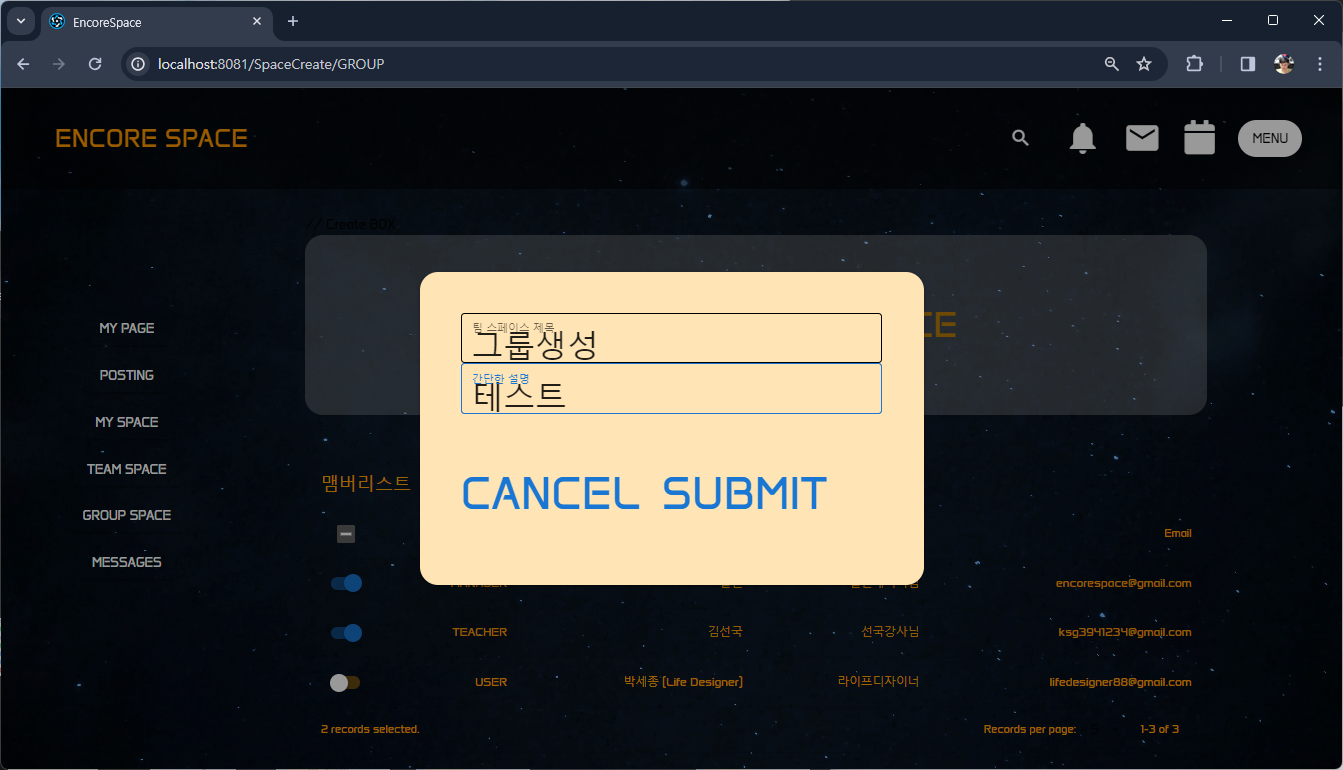 EncoreSpace
localhost:8081/SpaceCreate/GROUP
ENCORE SPACE
MENU
// Create BOX
CE
팀 스페이스 제목
그룹생성
간단한 설명
테스트
CANCEL SUBMIT
MY PAGE
POSTING
MY SPACE
TEAM SPACE
GROUP SPACE
MESSAGES
맴버리스트
Email
encorespace@gmail.com
TEACHER 김선국 선국강사님 ksg3941234@gmail.com
USER 박세종 (Life Designer) 라이프디자이너 lifedesigner88@gmail.com
2 records selected. Records per page: 5 1-3 of 3